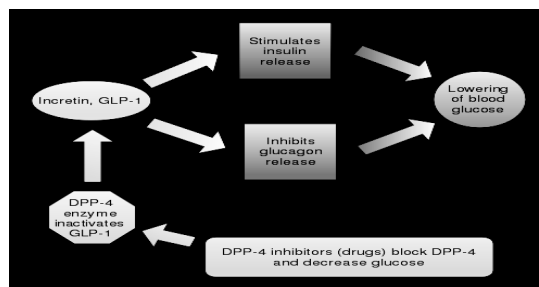 Stimulates
insulin
release
Incretin, GLP-1
Lowering
of blood
glucose
Inhibits
glucagon
release
DPP-4
enzyme
inactivates
GLP-1
DPP-4 inhibitors (drugs) block DPP-4
and decrease glucose